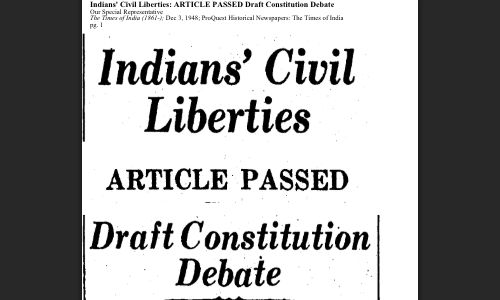 Indians' Civil Liberties: ARTICLE PASSED Draft Constitution Debate
Our Special Representative
The Times of India (1861-); Dec 3, 1948; ProQuest Historical Newspapers: The Times of India
pg. 1
Indians' Civil
Liberties
ARTICLE PASSED
Draft Constitution
Debate